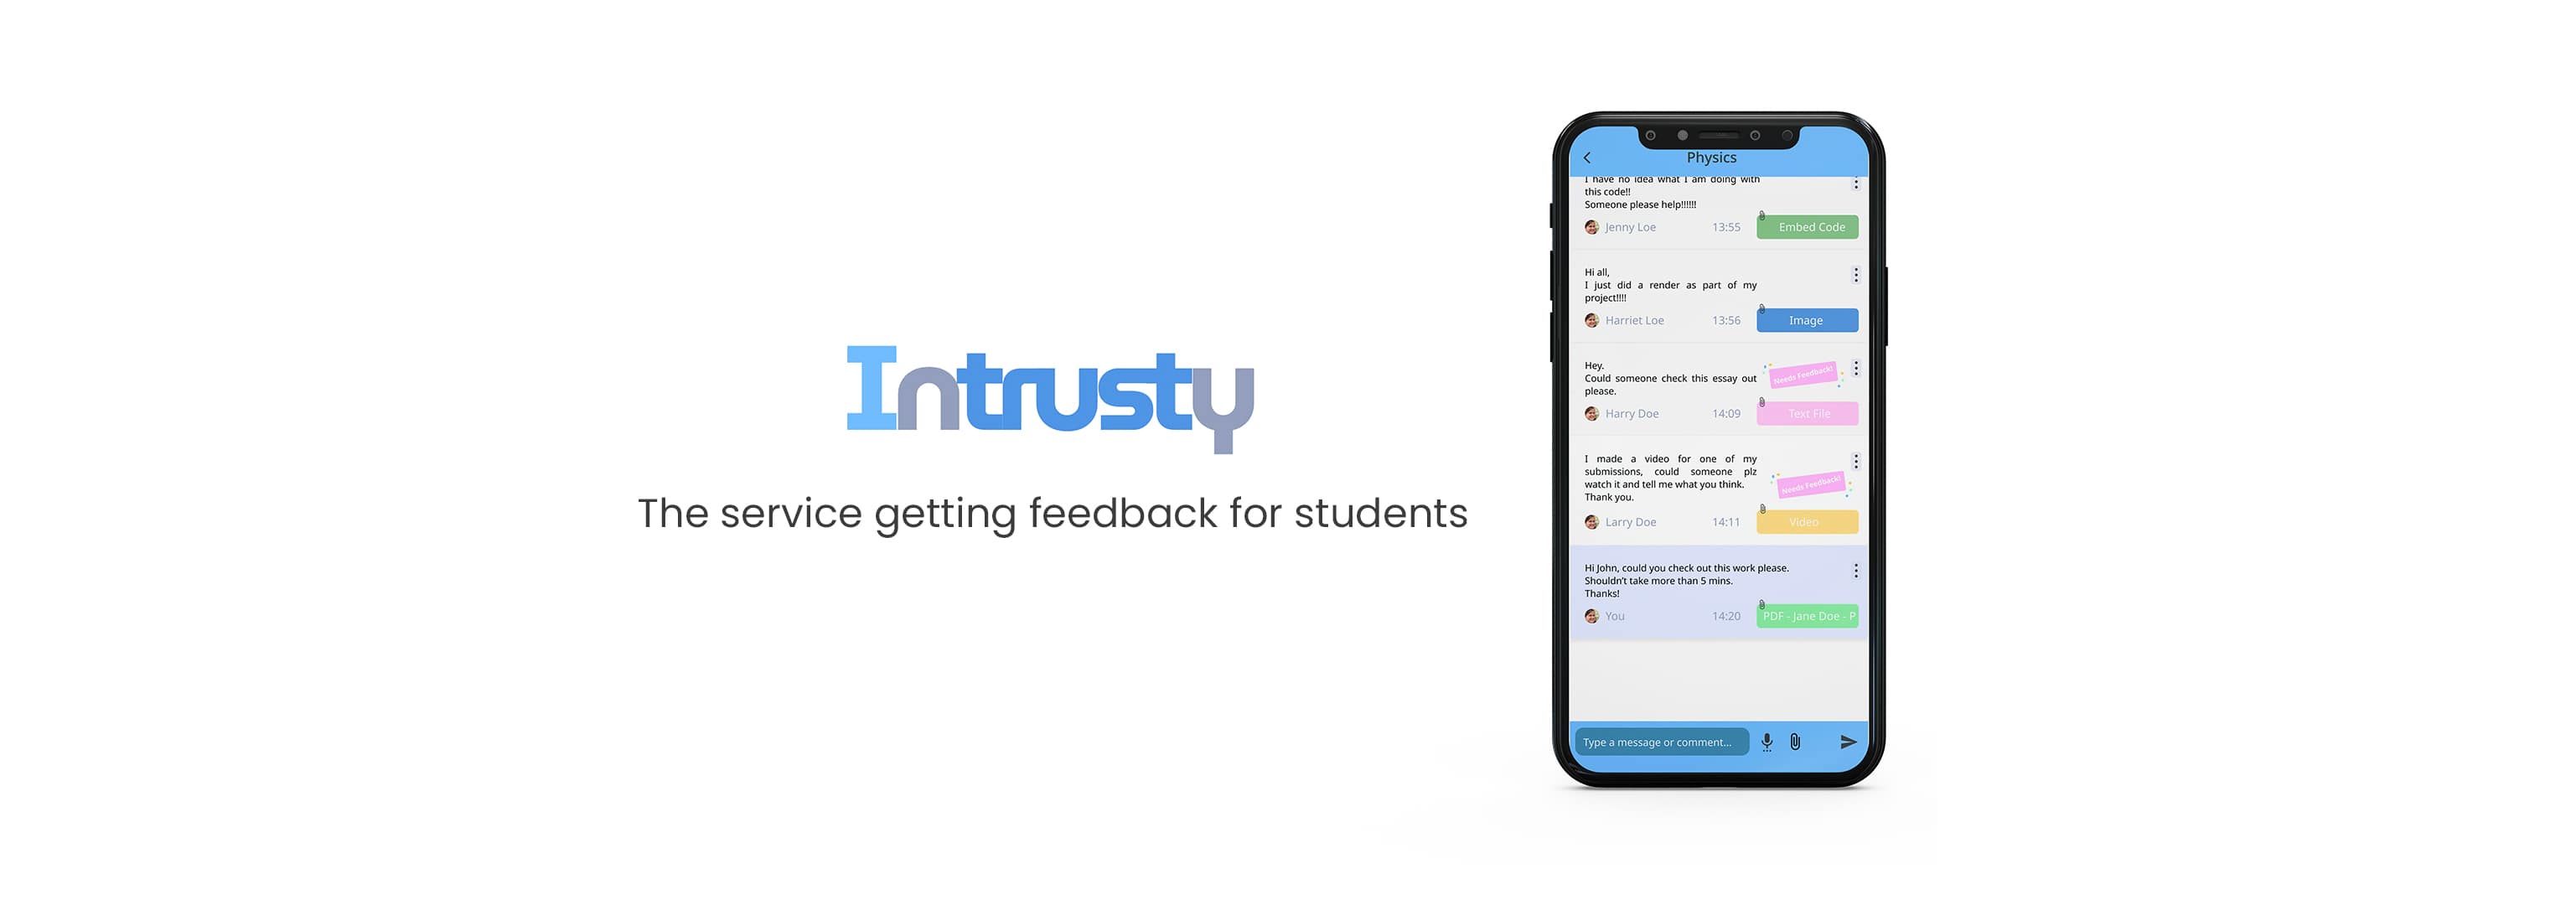 Intrusty
The service getting feedback for students
Physics
I have no idea what I am doing with
this code!!
Someone please help!!!!!!
Jenny Loe 13:55 Embed Code
Hi all,
I just did a render as part of my
project!!!!
Harriet Loe 13:56 Image
Hey.
Could someone check this essay out
please.
Needs Feedback!
Harry Doe 14:09 Text File
I made a video for one of my
submissions, could someone plz
watch it and tell me what you think.
Thank you.
Needs Feedback!
Larry Doe 14:11 Video
Hi John, could you check out this work please.
Shouldn't take more than 5 mins.
Thanks!
You 14:20 PDF - Jane Doe - P
Type a message or comment...